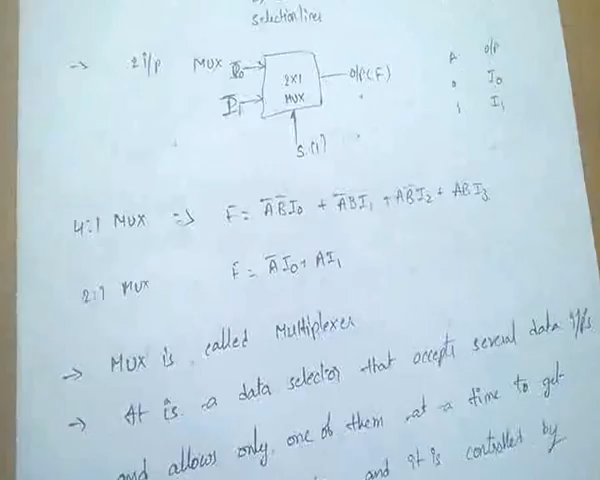 selection lines
→ 2 i/p MUX I0 2x1 MUX o/p(F) A o/p
0 I0
I1 1 I1
S.(1)
4:1 MUX ⇒ F = A̅B̅I0 + A̅BI1 + AB̅I2 + ABI3
2:1 MUX F = A̅I0 + AI1
→ MUX is called Multiplexer
→ It is a data selector that accepts several data i/ps
and allows only one of them at a time to get
and it is controlled by